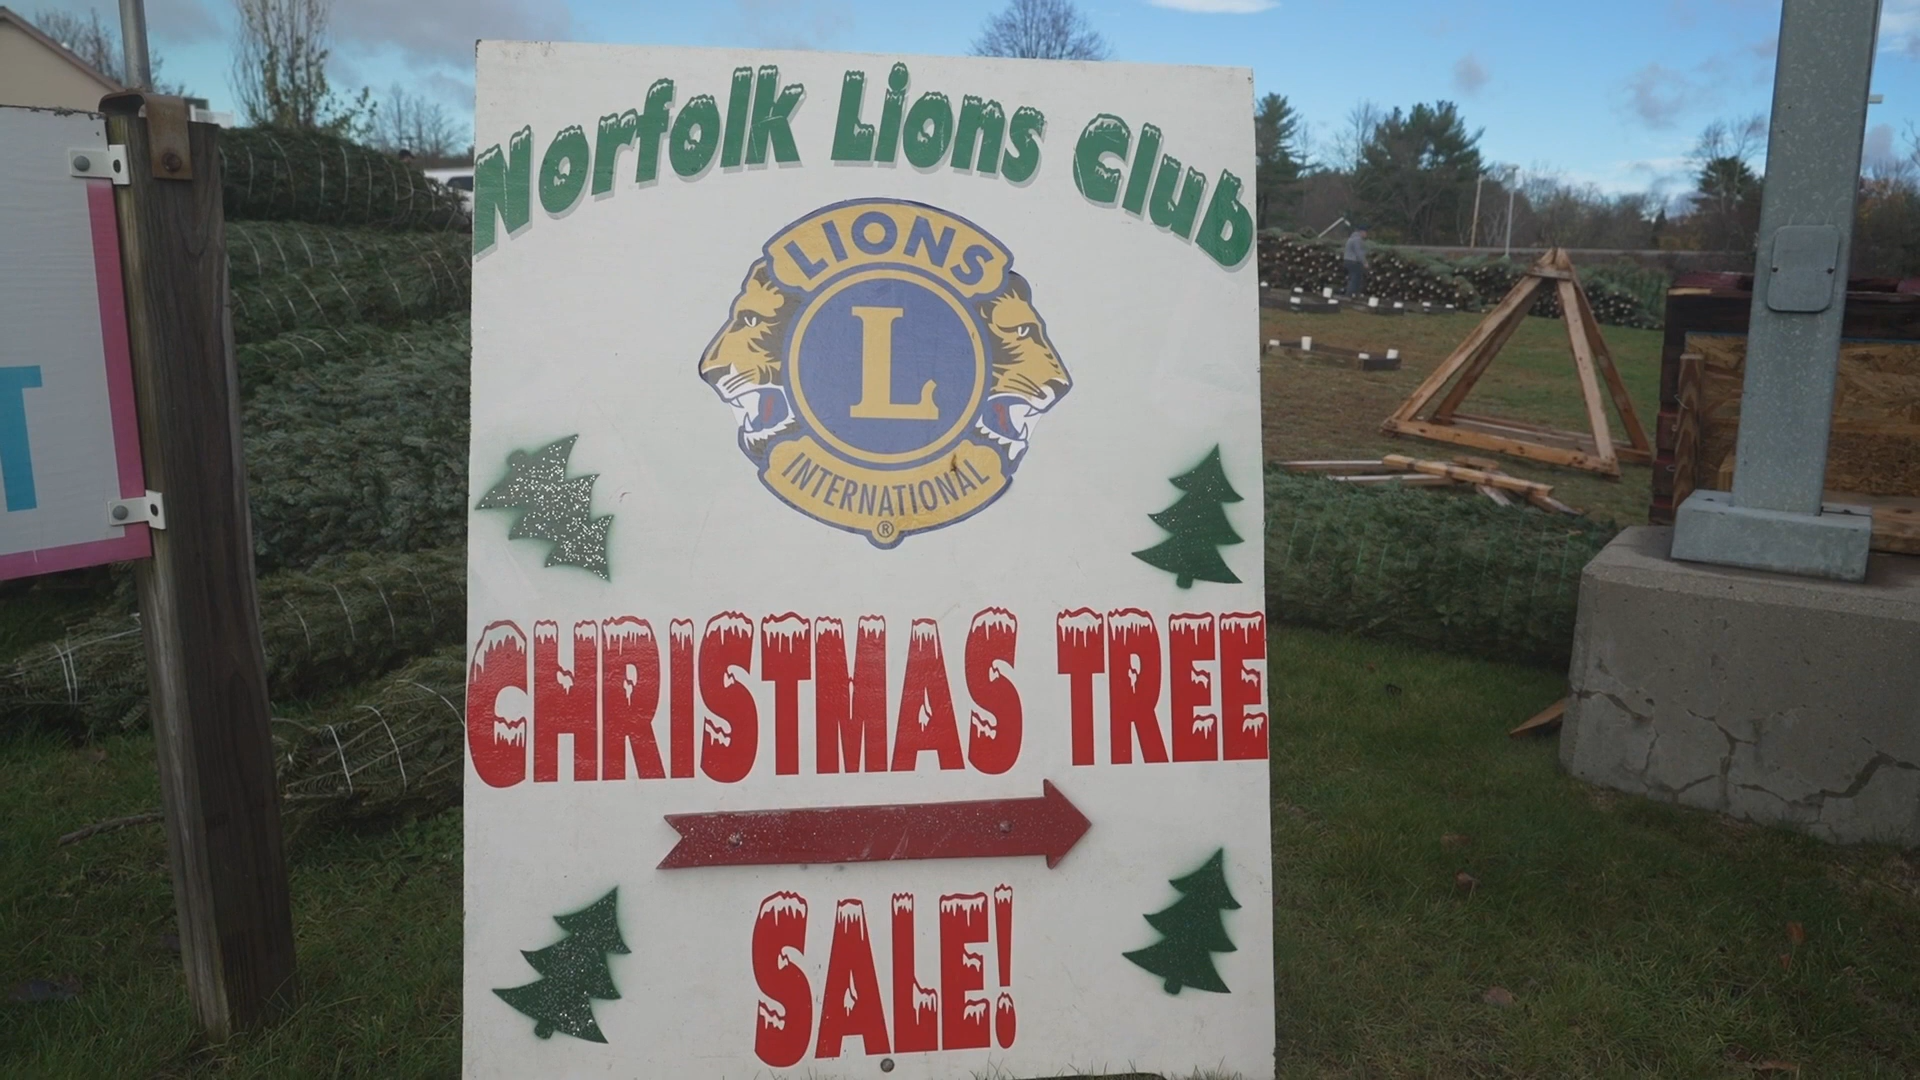 Norfolk Lions Club
LIONS
L
INTERNATIONAL
®
CHRISTMAS TREE
SALE!
T